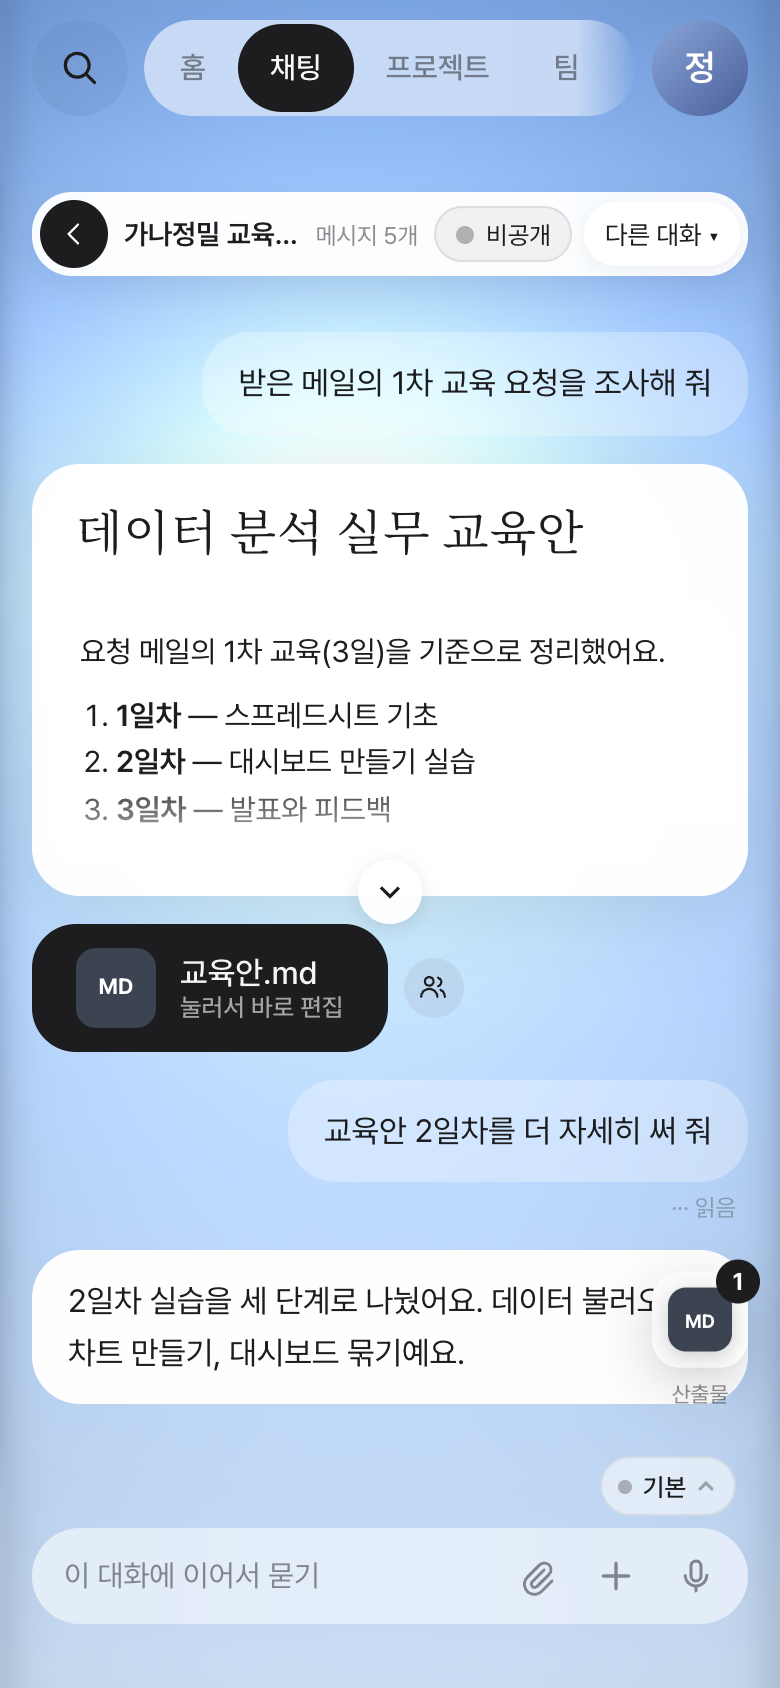 홈 채팅 프로젝트 팀 정
가나정밀 교육... 메시지 5개 비공개 다른 대화
받은 메일의 1차 교육 요청을 조사해 줘
데이터 분석 실무 교육안
요청 메일의 1차 교육(3일)을 기준으로 정리했어요.
1. 1일차 — 스프레드시트 기초
2. 2일차 — 대시보드 만들기 실습
3. 3일차 — 발표와 피드백
MD 교육안.md
눌러서 바로 편집
교육안 2일차를 더 자세히 써 줘
··· 읽음
2일차 실습을 세 단계로 나눴어요. 데이터
차트 만들기, 대시보드 묶기예요.
1
MD
산출물
기본
이 대화에 이어서 묻기